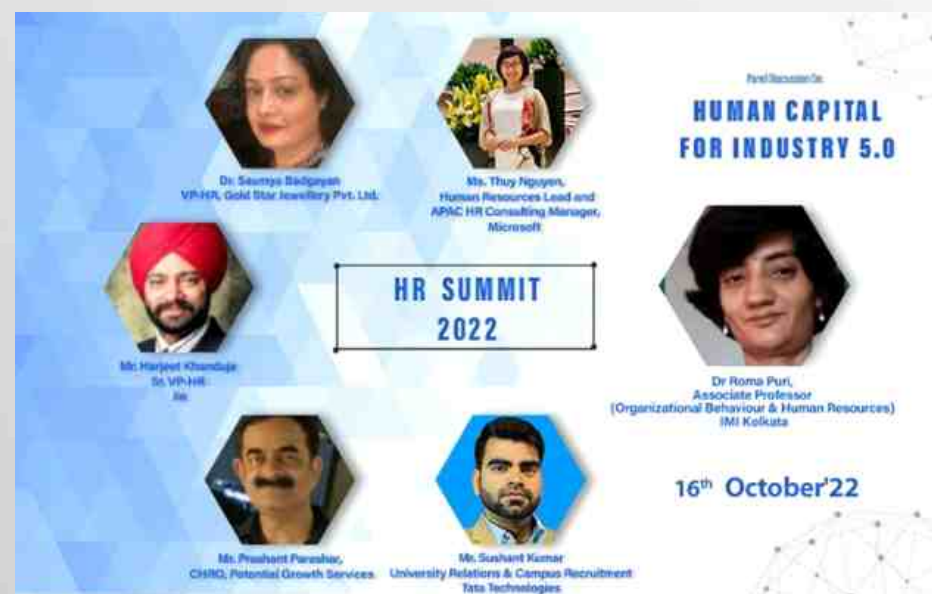 Panel Discussion On
HUMAN CAPITAL
FOR INDUSTRY 5.0
Dr. Saumya Badgayan
VP-HR, Gold Star Jewellery Pvt. Ltd.
Ms. Thuy Nguyen,
Human Resources Lead and
APAC HR Consulting Manager,
Microsoft
HR SUMMIT
2022
Mr. Harjeet Khanduja
Sr. VP-HR
Jio
Dr Roma Puri,
Associate Professor
(Organizational Behaviour & Human Resources)
IMI Kolkata
16th October'22
Mr. Prashant Parashar,
CHRO, Potential Growth Services
Mr. Sushant Kumar
University Relations & Campus Recruitment
Tata Technologies